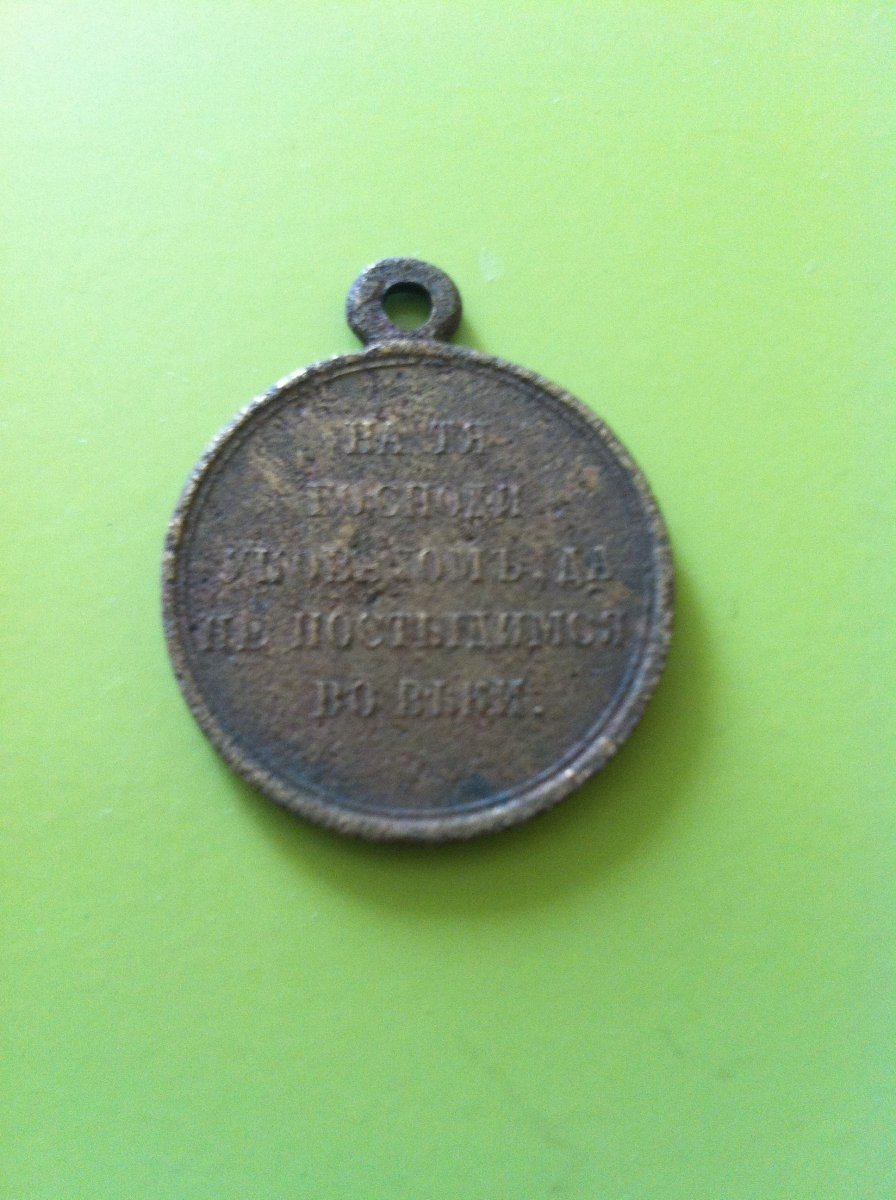 НА ТЯ
ГОСПОДИ
УПОВАХОМЪ, ДА
НЕ ПОСТЫДИМСЯ
ВО ВѢКИ.